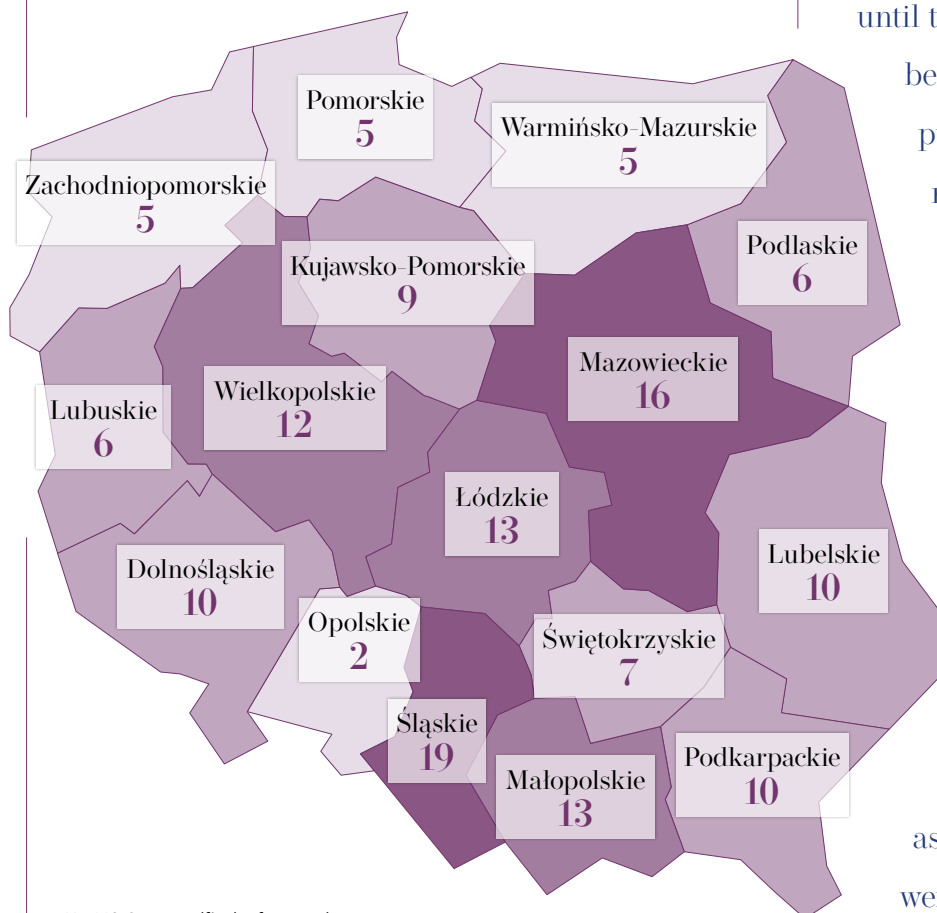 until t
be
p
Pomorskie
5
Warmińsko-Mazurskie
5
Zachodniopomorskie
5
Podlaskie
6
Kujawsko-Pomorskie
9
Mazowieckie
16
Wielkopolskie
12
Lubuskie
6
Łódzkie
13
Lubelskie
10
Dolnośląskie
10
Opolskie
2
Świętokrzyskie
7
Śląskie
19
Podkarpackie
10
Małopolskie
13
as
we